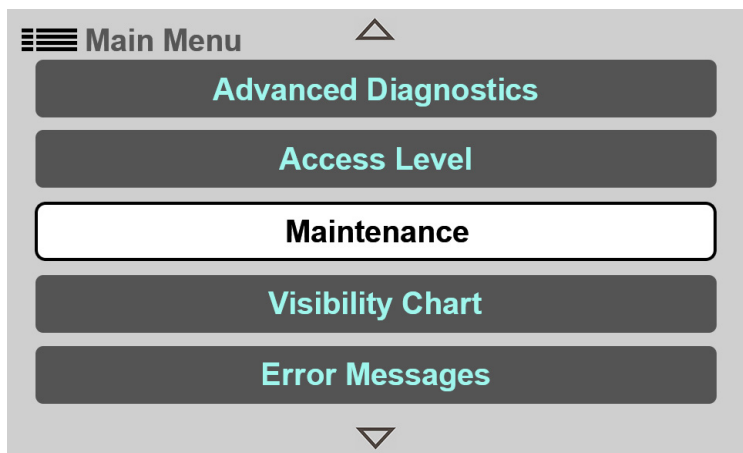 Main Menu
Advanced Diagnostics
Access Level
Maintenance
Visibility Chart
Error Messages